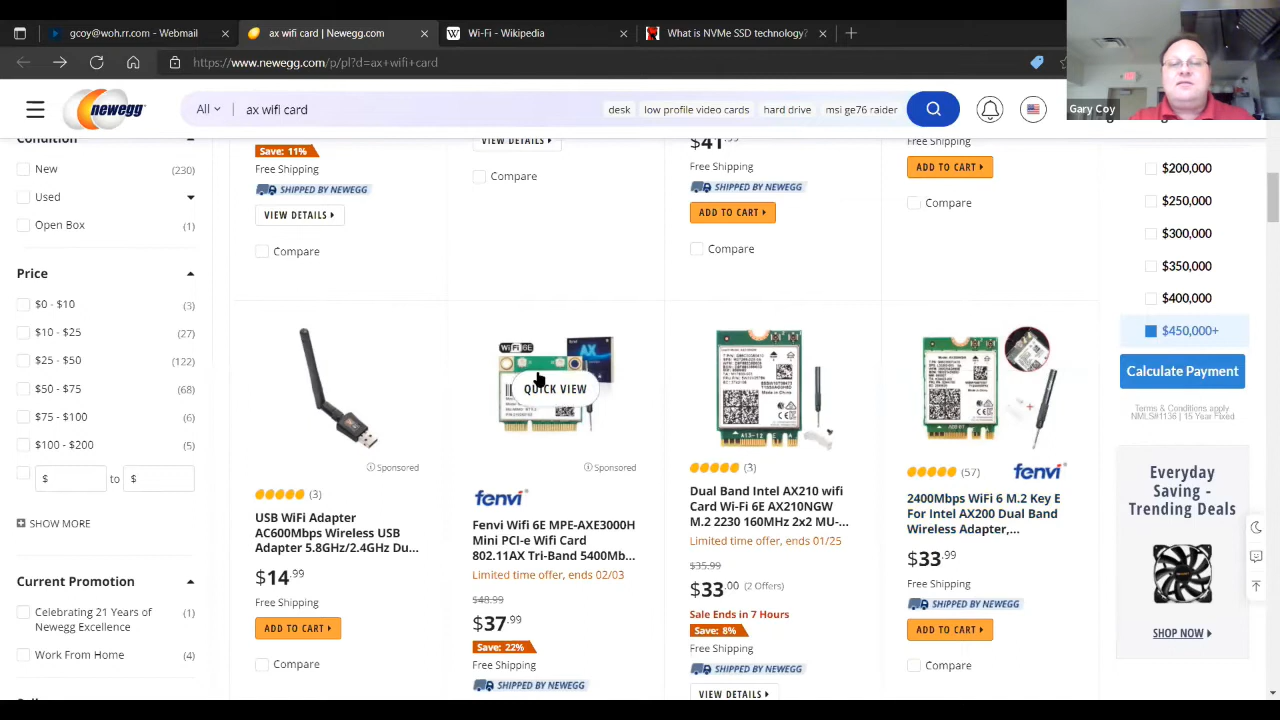 gcoy@woh.rr.com - Webmail
ax wifi card | Newegg.com
Wi-Fi - Wikipedia
What is NVMe SSD technology?
https://www.newegg.com/p/pl?d=ax+wifi+card
Gary Coy
newegg
All
ax wifi card
desk
low profile video cards
hard drive
msi ge76 raider
Condition
New
(230)
Used
Open Box
(1)
Price
$0 - $10
(3)
$10 - $25
(27)
$25 - $50
(122)
$50 - $75
(68)
$75 - $100
(6)
$100 - $200
(5)
$
to
$
SHOW MORE
Current Promotion
Celebrating 21 Years of
Newegg Excellence
(1)
Work From Home
(4)
Save: 11%
Free Shipping
SHIPPED BY NEWEGG
VIEW DETAILS
Compare
VIEW DETAILS
Compare
$41
SHIPPED BY NEWEGG
ADD TO CART
Compare
Free Shipping
ADD TO CART
Compare
Sponsored
(3)
USB WiFi Adapter
AC600Mbps Wireless USB
Adapter 5.8GHz/2.4GHz Du...
$14.99
Free Shipping
ADD TO CART
Compare
WiFi 6E
AX
QUICK VIEW
Sponsored
fenvi
Fenvi Wifi 6E MPE-AXE3000H
Mini PCI-e Wifi Card
802.11AX Tri-Band 5400Mb...
Limited time offer, ends 02/03
$48.99
$37.99
Save: 22%
Free Shipping
SHIPPED BY NEWEGG
(3)
Dual Band Intel AX210 wifi
Card Wi-Fi 6E AX210NGW
M.2 2230 160MHz 2x2 MU-...
Limited time offer, ends 01/25
$35.99
$33.00 (2 Offers)
Sale Ends in 7 Hours
Save: 8%
Free Shipping
SHIPPED BY NEWEGG
VIEW DETAILS
(57)
fenvi
2400Mbps WiFi 6 M.2 Key E
For Intel AX200 Dual Band
Wireless Adapter,...
$33.99
Free Shipping
SHIPPED BY NEWEGG
ADD TO CART
Compare
$200,000
$250,000
$300,000
$350,000
$400,000
$450,000+
Calculate Payment
Terms & Conditions apply
NMLS#1136 | 15 Year Fixed
Everyday
Saving -
Trending Deals
SHOP NOW